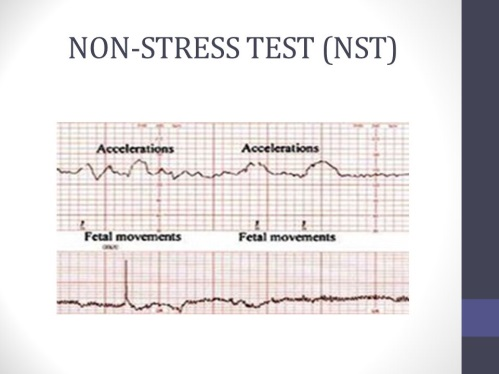 NON-STRESS TEST (NST)
Accelerations Accelerations
Fetal movements Fetal movements